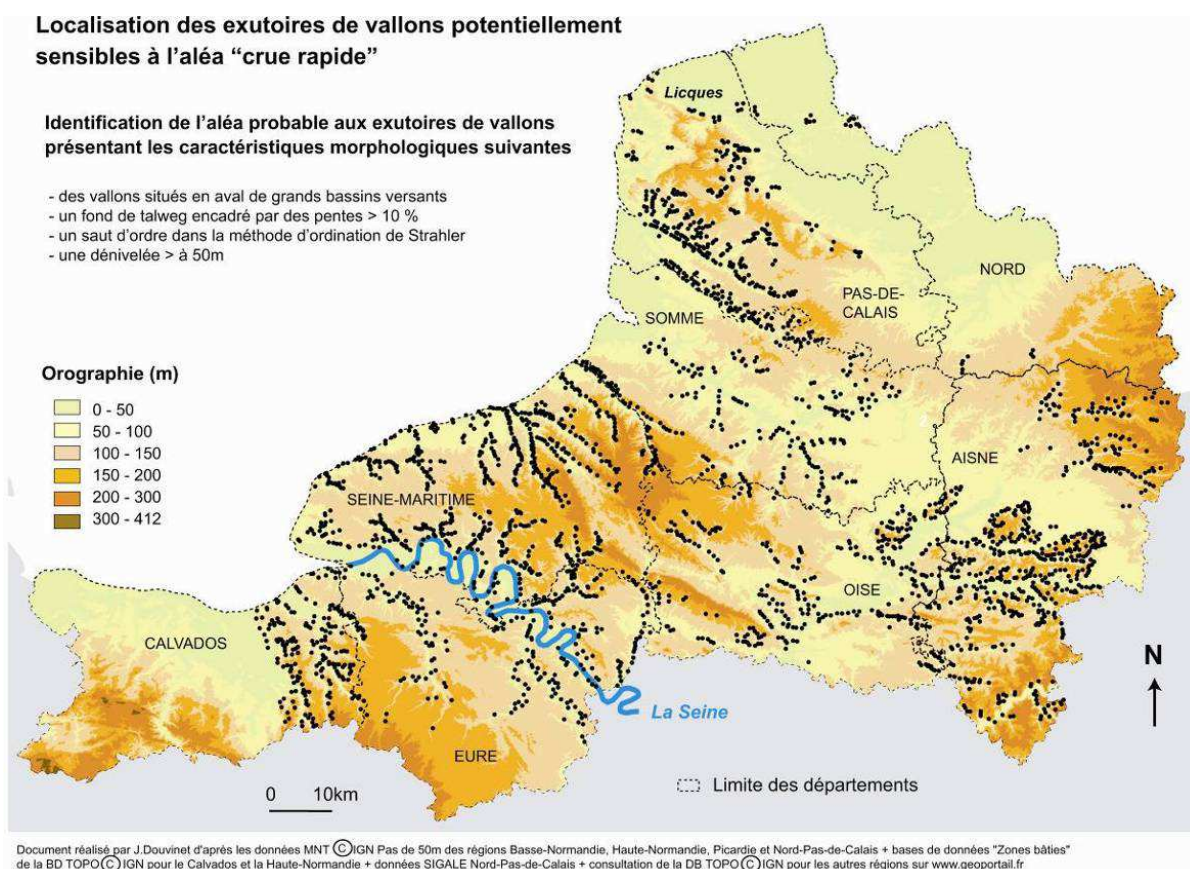 Localisation des exutoires de vallons potentiellement
sensibles à l'aléa “crue rapide”
Identification de l'aléa probable aux exutoires de vallons
présentant les caractéristiques morphologiques suivantes
- des vallons situés en aval de grands bassins versants
- un fond de talweg encadré par des pentes > 10 %
- un saut d'ordre dans la méthode d'ordination de Strahler
- une dénivelée > à 50m
Orographie (m)
0 - 50
50 - 100
100 - 150
150 - 200
200 - 300
300 - 412
Licques
NORD
PAS-DE-
CALAIS
SOMME
AISNE
SEINE-MARITIME
OISE
CALVADOS
EURE
La Seine
N
0 10km
Limite des départements
Document réalisé par J.Douvinet d'après les données MNT © IGN Pas de 50m des régions Basse-Normandie, Haute-Normandie, Picardie et Nord-Pas-de-Calais + bases de données "Zones bâties"
de la BD TOPO © IGN pour le Calvados et la Haute-Normandie + données SIGALE Nord-Pas-de-Calais + consultation de la DB TOPO © IGN pour les autres régions sur www.geoportail.fr